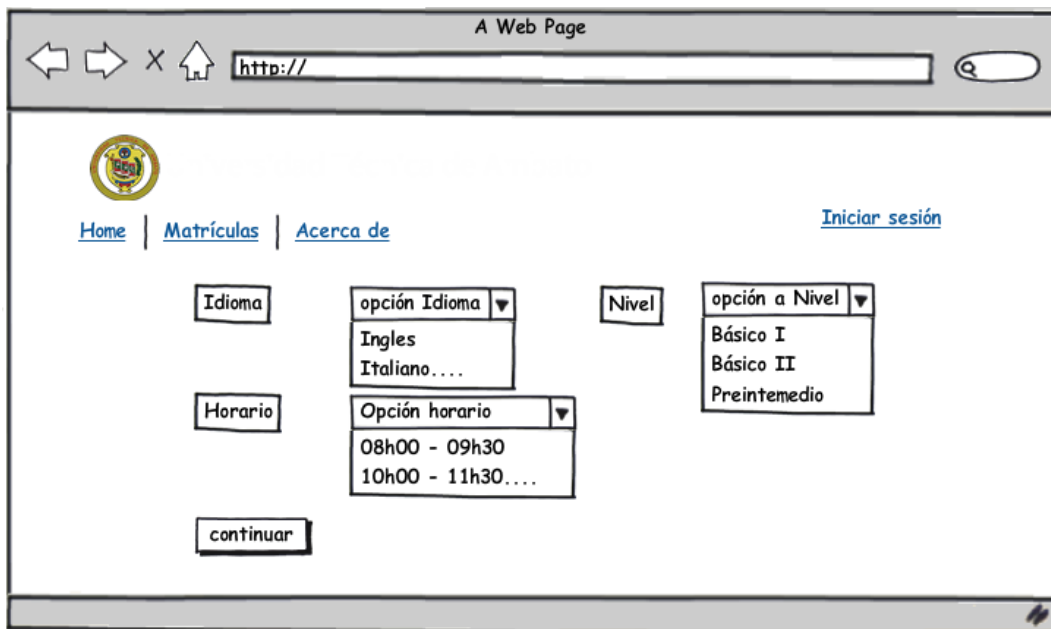 A Web Page
http://
Home
Matrículas
Acerca de
Iniciar sesión
Idioma
opción Idioma
Ingles
Italiano....
Nivel
opción a Nivel
Básico I
Básico II
Preintemedio
Horario
Opción horario
08h00 - 09h30
10h00 - 11h30....
continuar